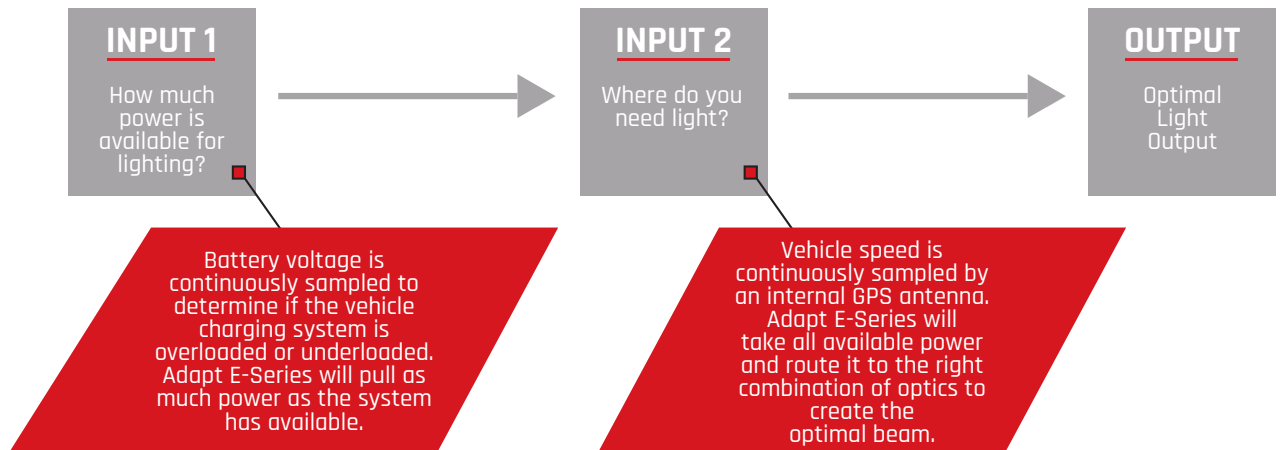 INPUT 1
How much
power is
available for
lighting?
INPUT 2
Where do you
need light?
OUTPUT
Optimal
Light
Output
Battery voltage is
continuously sampled to
determine if the vehicle
charging system is
overloaded or underloaded.
Adapt E-Series will pull as
much power as the system
has available.
Vehicle speed is
continuously sampled by
an internal GPS antenna.
Adapt E-Series will
take all available power
and route it to the right
combination of optics to
create the
optimal beam.